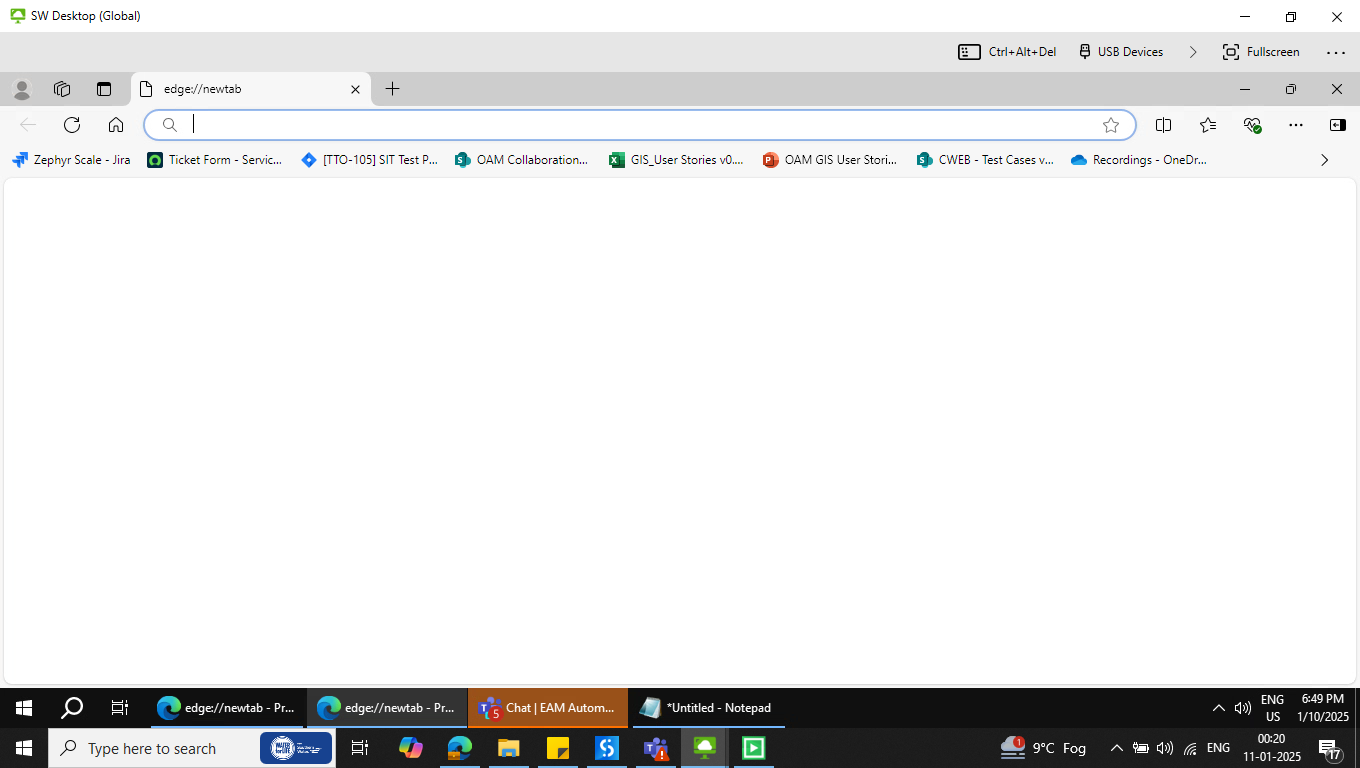 SW Desktop (Global)
Ctrl+Alt+Del USB Devices Fullscreen
edge://newtab
Zephyr Scale - Jira Ticket Form - Servic... [TTO-105] SIT Test P... OAM Collaboration... GIS_User Stories v0.... OAM GIS User Stori... CWEB - Test Cases v... Recordings - OneDr...
edge://newtab - Pr... edge://newtab - Pr... 5 Chat | EAM Autom... *Untitled - Notepad ENG US 6:49 PM 1/10/2025
Type here to search 1 9°C Fog ENG 00:20 11-01-2025 17